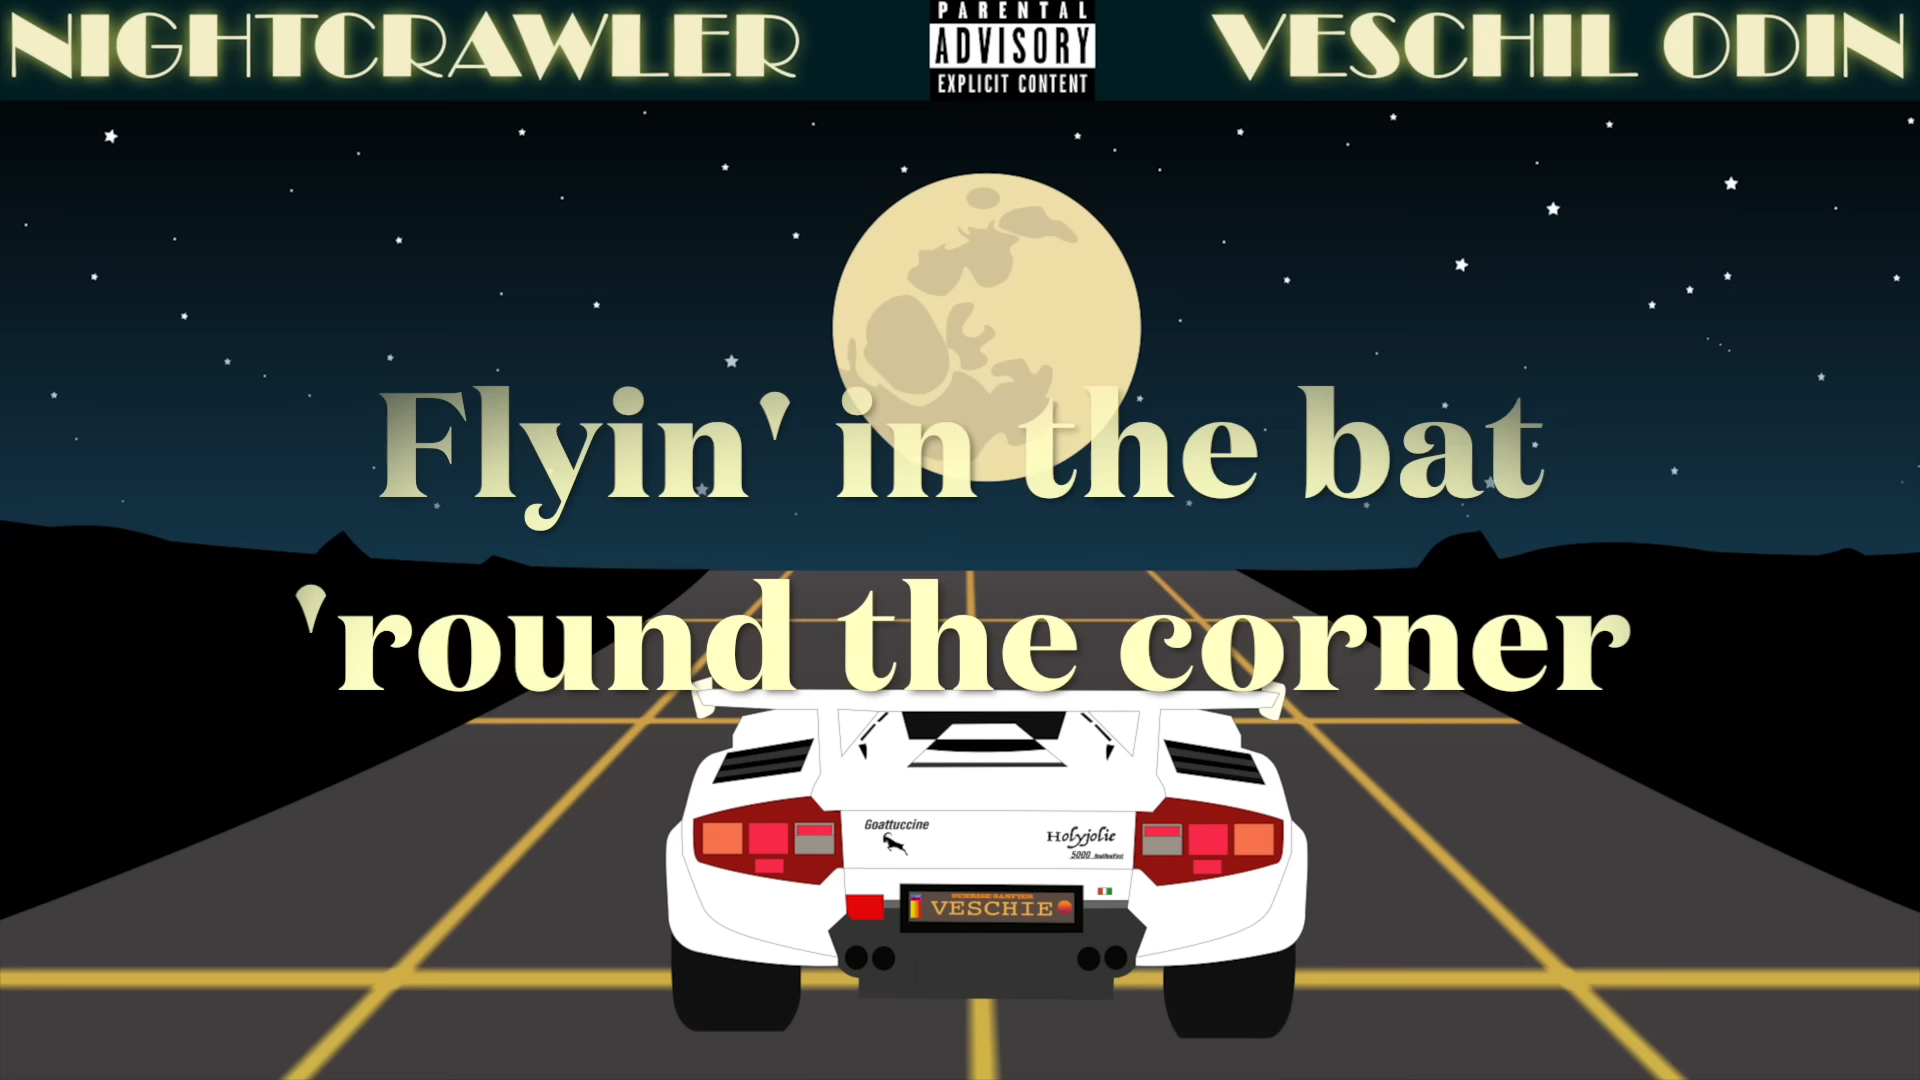 NIGHTCRAWLER
PARENTAL
ADVISORY
EXPLICIT CONTENT
VESCHIL ODIN
Flyin' in the bat
'round the corner
Goattuccine
Holyjolie
5000
VESCHIE